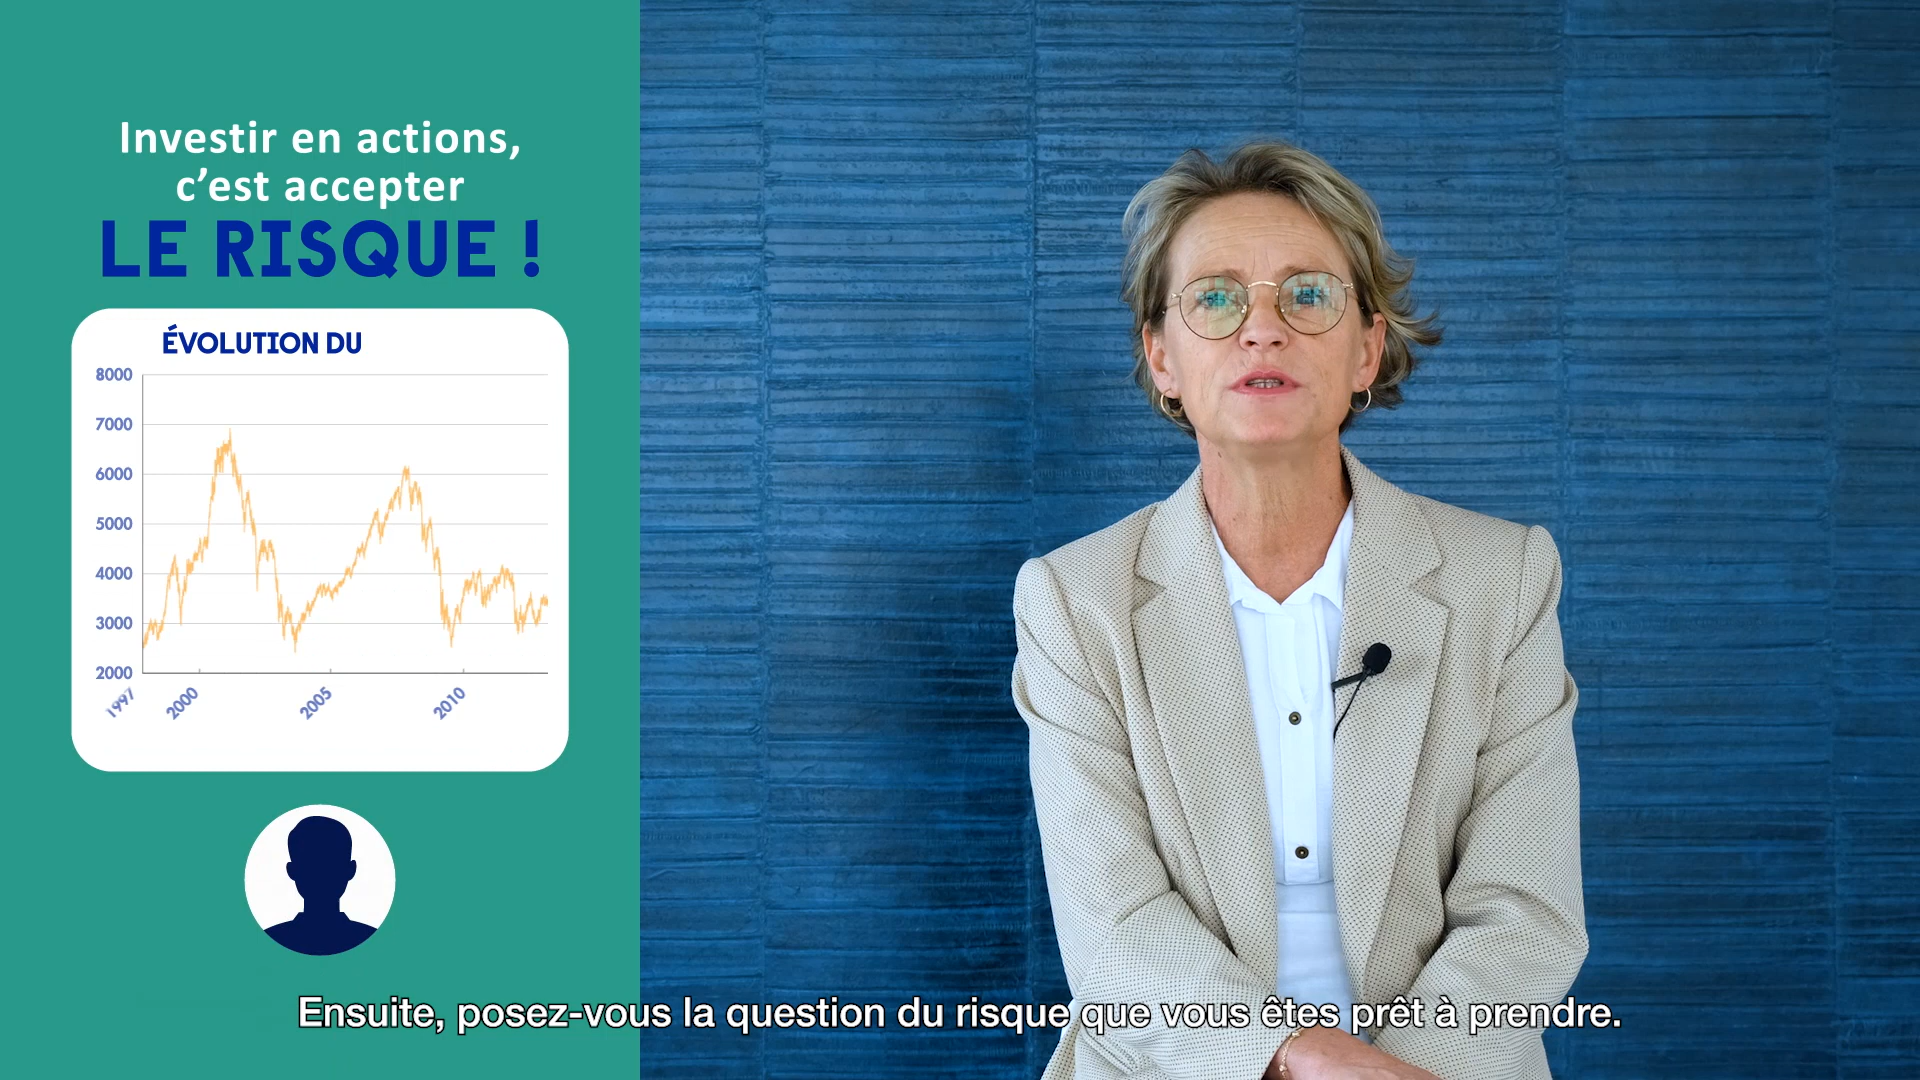 Investir en actions,
c’est accepter
LE RISQUE !
ÉVOLUTION DU
8000
7000
6000
5000
4000
3000
2000
1997
2000
2005
2010
Ensuite, posez-vous la question du risque que vous êtes prêt à prendre.